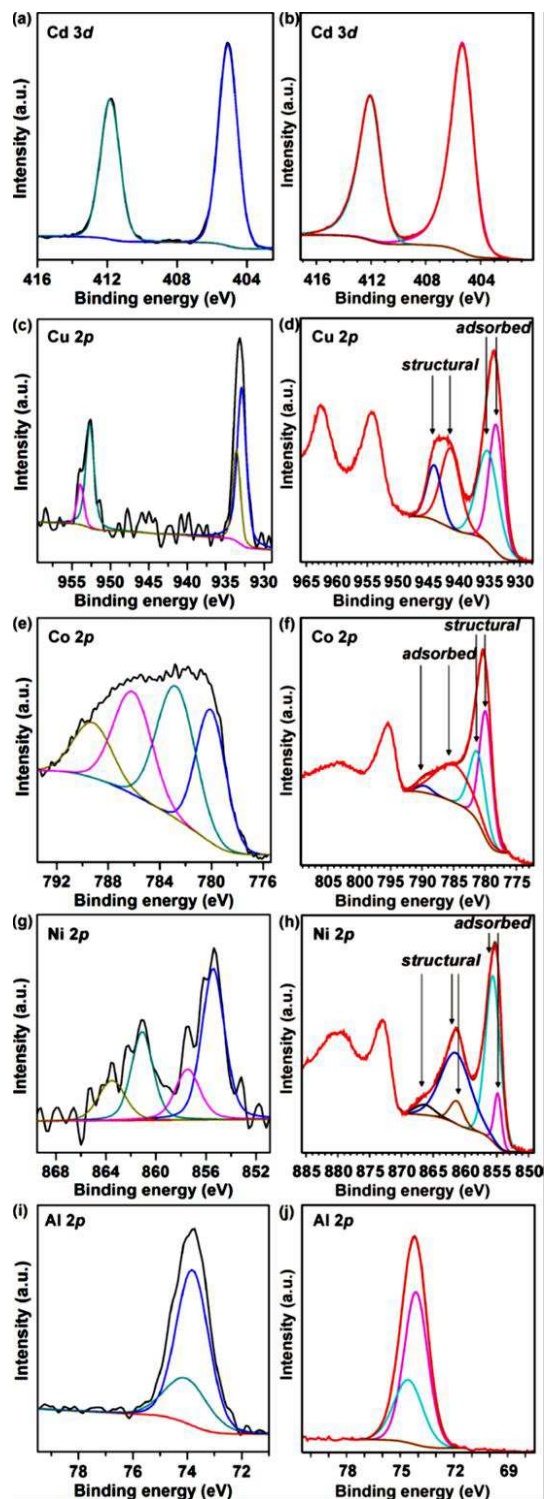 (a) Cd 3d
Intensity (a.u.)
416 412 408 404
Binding energy (eV)
(b) Cd 3d
Intensity (a.u.)
416 412 408 404
Binding energy (eV)
(c) Cu 2p
Intensity (a.u.)
955 950 945 940 935 930
Binding energy (eV)
(d) Cu 2p
adsorbed
structural
Intensity (a.u.)
965 960 955 950 945 940 935 930
Binding energy (eV)
(e) Co 2p
Intensity (a.u.)
792 788 784 780 776
Binding energy (eV)
(f) Co 2p
structural
adsorbed
Intensity (a.u.)
805 800 795 790 785 780 775
Binding energy (eV)
(g) Ni 2p
Intensity (a.u.)
868 864 860 856 852
Binding energy (eV)
(h) Ni 2p
adsorbed
structural
Intensity (a.u.)
885 880 875 870 865 860 855 850
Binding energy (eV)
(i) Al 2p
Intensity (a.u.)
78 76 74 72
Binding energy (eV)
(j) Al 2p
Intensity (a.u.)
78 75 72 69
Binding energy (eV)